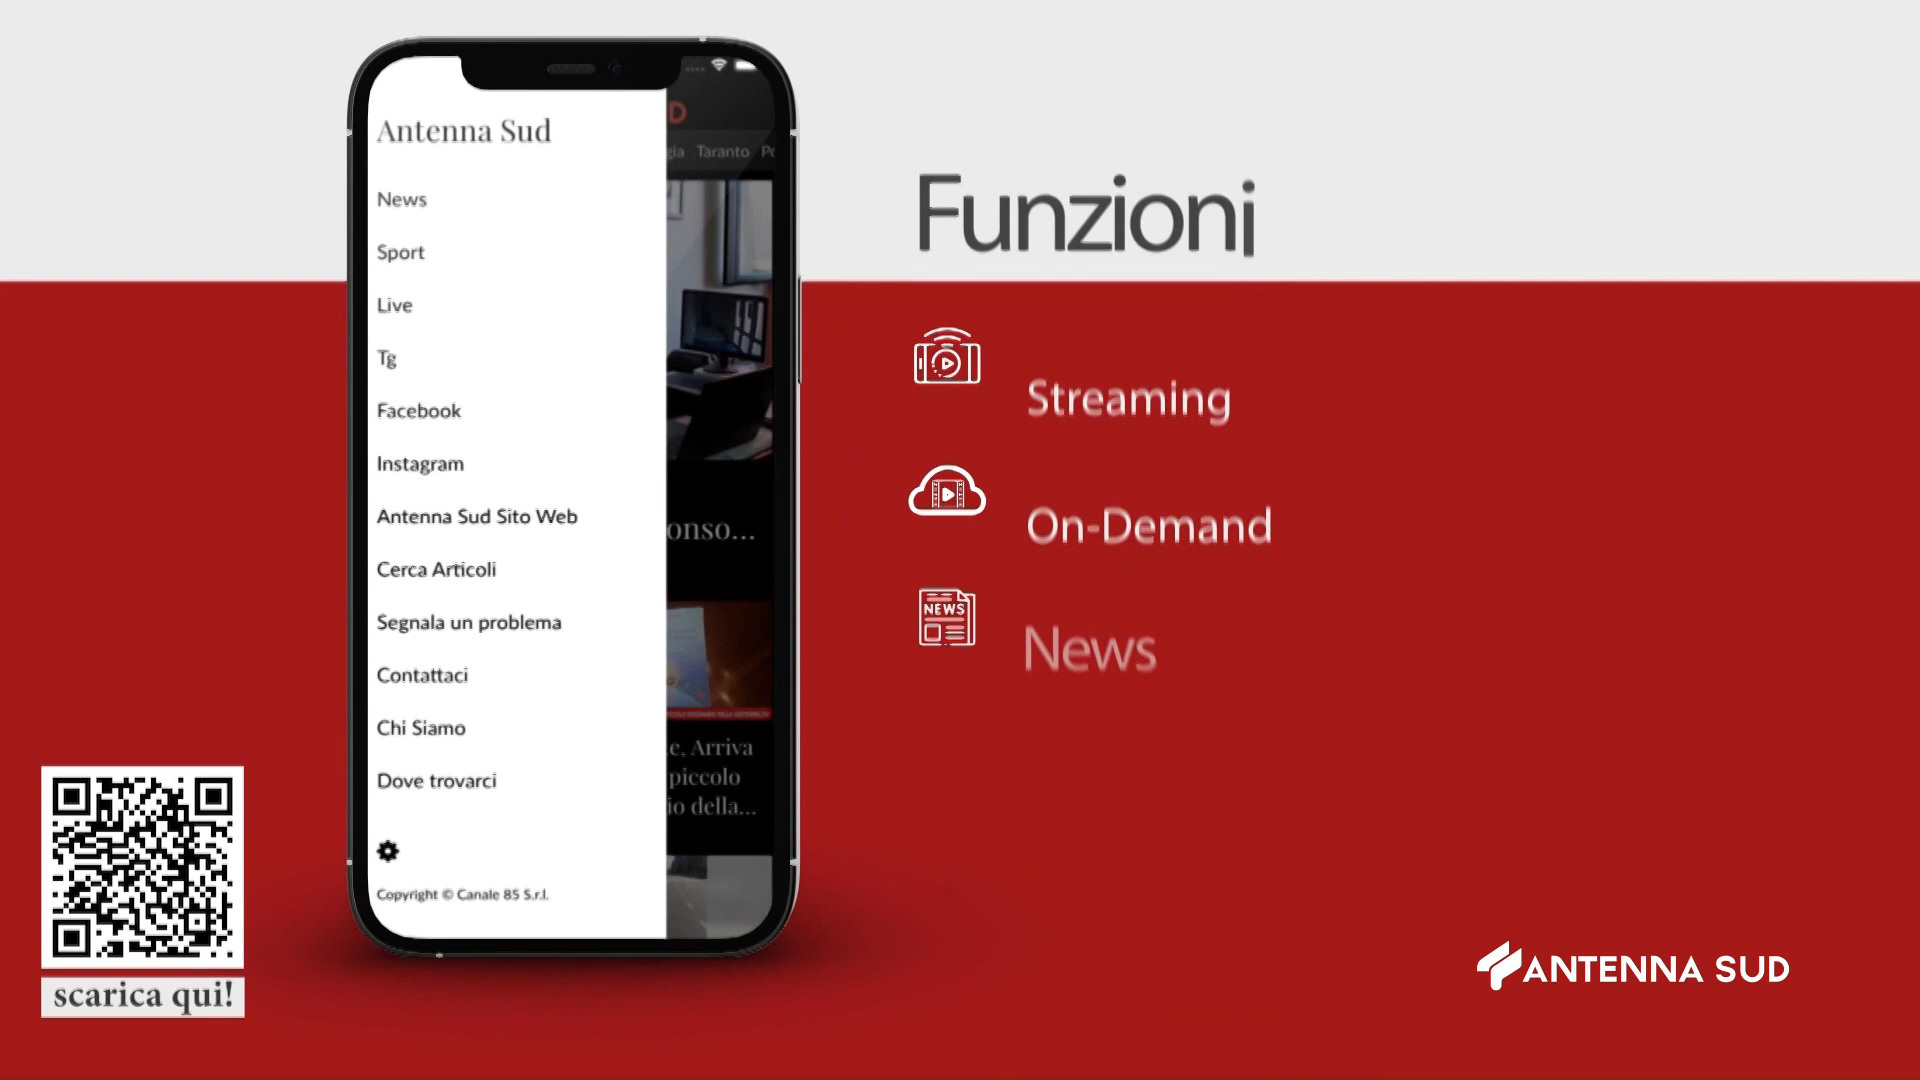 Antenna Sud
News
Sport
Live
Tg
Facebook
Instagram
Antenna Sud Sito Web
Cerca Articoli
Segnala un problema
Contattaci
Chi Siamo
Dove trovarci
Copyright © Canale 85 S.r.l.
D
gia Taranto Po
onso...
e, Arriva
piccolo
io della...
Funzioni
Streaming
On-Demand
NEWS
News
scarica qui!
ANTENNA SUD